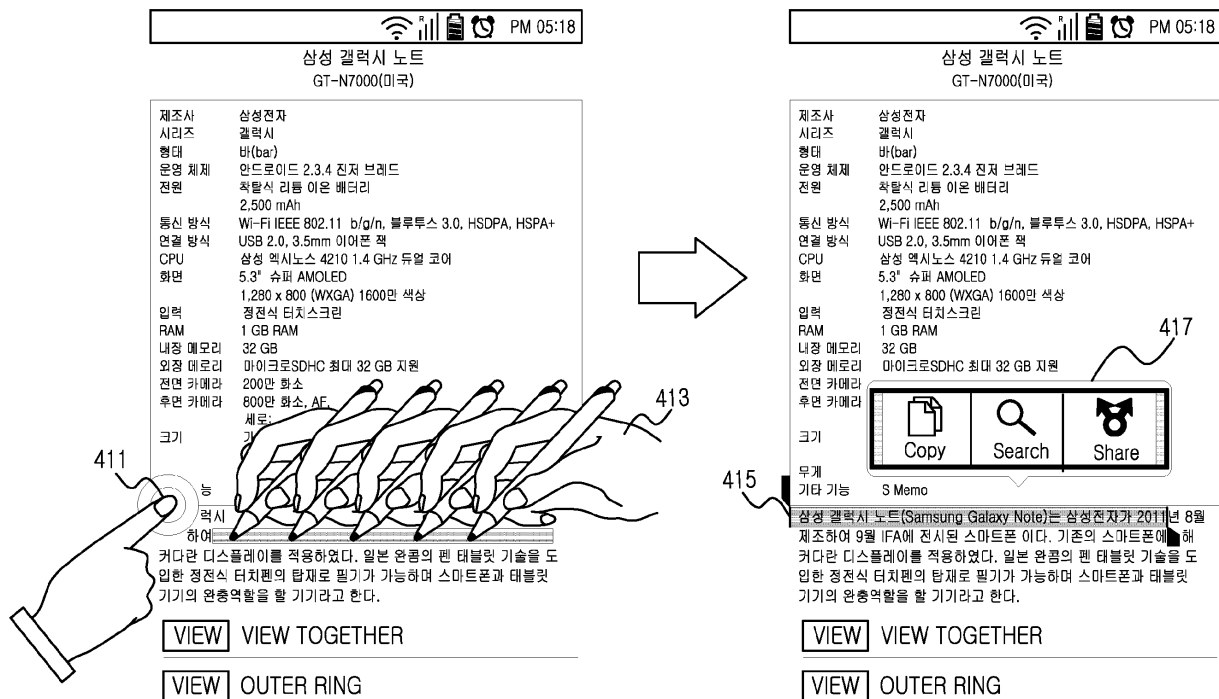 R PM 05:18
삼성 갤럭시 노트
GT-N7000(미국)
제조사 삼성전자
시리즈 갤럭시
형태 바(bar)
운영 체제 안드로이드 2.3.4 진저 브레드
전원 착탈식 리튬 이온 배터리
2,500 mAh
통신 방식 Wi-Fi IEEE 802.11 b/g/n, 블루투스 3.0, HSDPA, HSPA+
연결 방식 USB 2.0, 3.5mm 이어폰 잭
CPU 삼성 엑시노스 4210 1.4 GHz 듀얼 코어
화면 5.3" 슈퍼 AMOLED
1,280 x 800 (WXGA) 1600만 색상
입력 정전식 터치스크린
RAM 1 GB RAM
내장 메모리 32 GB
외장 메로리 마이크로SDHC 최대 32 GB 지원
전면 카메라 200만 화소
후면 카메라 800만 화소, AF,
세로:
크기
413
411
능
럭시
하여
커다란 디스플레이를 적용하였다. 일본 완콤의 펜 태블릿 기술을 도
입한 정전식 터치펜의 탑재로 필기가 가능하며 스마트폰과 태블릿
기기의 완충역할을 할 기기라고 한다.
VIEW VIEW TOGETHER
VIEW OUTER RING
R PM 05:18
삼성 갤럭시 노트
GT-N7000(미국)
제조사 삼성전자
시리즈 갤럭시
형태 바(bar)
운영 체제 안드로이드 2.3.4 진저 브레드
전원 착탈식 리튬 이온 배터리
2,500 mAh
통신 방식 Wi-Fi IEEE 802.11 b/g/n, 블루투스 3.0, HSDPA, HSPA+
연결 방식 USB 2.0, 3.5mm 이어폰 잭
CPU 삼성 엑시노스 4210 1.4 GHz 듀얼 코어
화면 5.3" 슈퍼 AMOLED
1,280 x 800 (WXGA) 1600만 색상
입력 정전식 터치스크린
RAM 1 GB RAM
417
내장 메모리 32 GB
외장 메로리 마이크로SDHC 최대 32 GB 지원
전면 카메라
후면 카메라
크기
Copy Search Share
무게
415
기타 기능 S Memo
삼성 갤럭시 노트(Samsung Galaxy Note)는 삼성전자가 2011년 8월
제조하여 9월 IFA에 전시된 스마트폰 이다. 기존의 스마트폰에 해
커다란 디스플레이를 적용하였다. 일본 완콤의 펜 태블릿 기술을 도
입한 정전식 터치펜의 탑재로 필기가 가능하며 스마트폰과 태블릿
기기의 완충역할을 할 기기라고 한다.
VIEW VIEW TOGETHER
VIEW OUTER RING